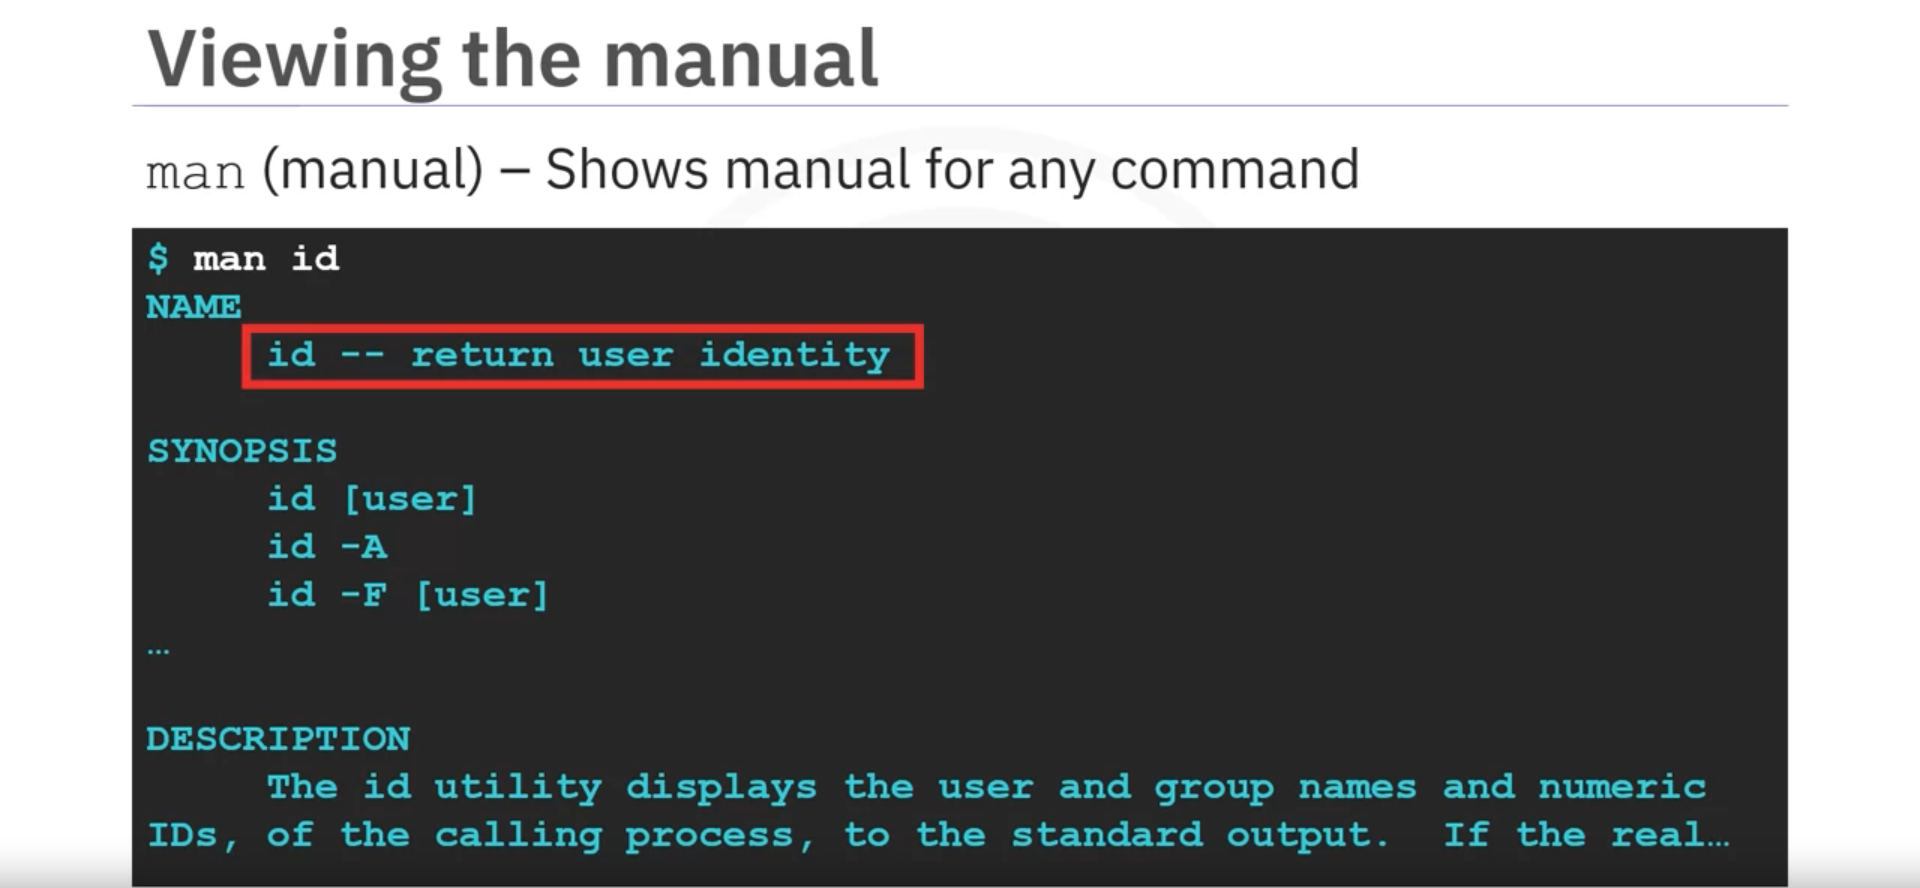 Viewing the manual
man (manual) – Shows manual for any command
$ man id
NAME
id -- return user identity
SYNOPSIS
id [user]
id -A
id -F [user]
…
DESCRIPTION
The id utility displays the user and group names and numeric
IDs, of the calling process, to the standard output.  If the real…